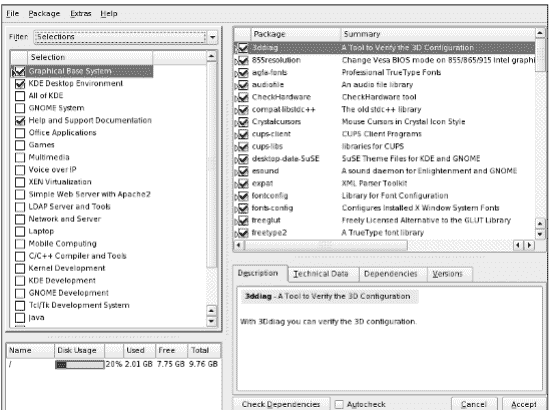 File Package Extras Help
Filter: Selections
Selection
Graphical Base System
KDE Desktop Environment
All of KDE
GNOME System
Help and Support Documentation
Office Applications
Games
Multimedia
Voice over IP
XEN Virtualization
Simple Web Server with Apache2
LDAP Server and Tools
Network and Server
Laptop
Mobile Computing
C/C++ Compiler and Tools
Kernel Development
KDE Development
GNOME Development
Tcl/Tk Development System
Java
Name Disk Usage Used Free Total
/ 20% 2.01 GB 7.75 GB 9.76 GB
Package Summary
3ddiag A Tool to Verify the 3D Configuration
855resolution Change Vesa BIOS mode on 855/865/915 Intel graphi
agfa-fonts Professional TrueType Fonts
audiofile An audio file library
CheckHardware CheckHardware tool
compat-libstdc++ The old stdc++ library
Crystalcursors Mouse Cursors in Crystal Icon Style
cups-client CUPS Client Programs
cups-libs libraries for CUPS
desktop-data-SuSE SuSE Theme Files for KDE and GNOME
esound A sound daemon for Enlightenment and GNOME
expat XML Parser Toolkit
fontconfig Library for Font Configuration
fonts-config Configures Installed X Window System Fonts
freeglut Freely Licensed Alternative to the GLUT Library
freetype2 A TrueType font library
Description Technical Data Dependencies Versions
3ddiag - A Tool to Verify the 3D Configuration
With 3Ddiag you can verify the 3D configuration.
Check Dependencies Autocheck Cancel Accept